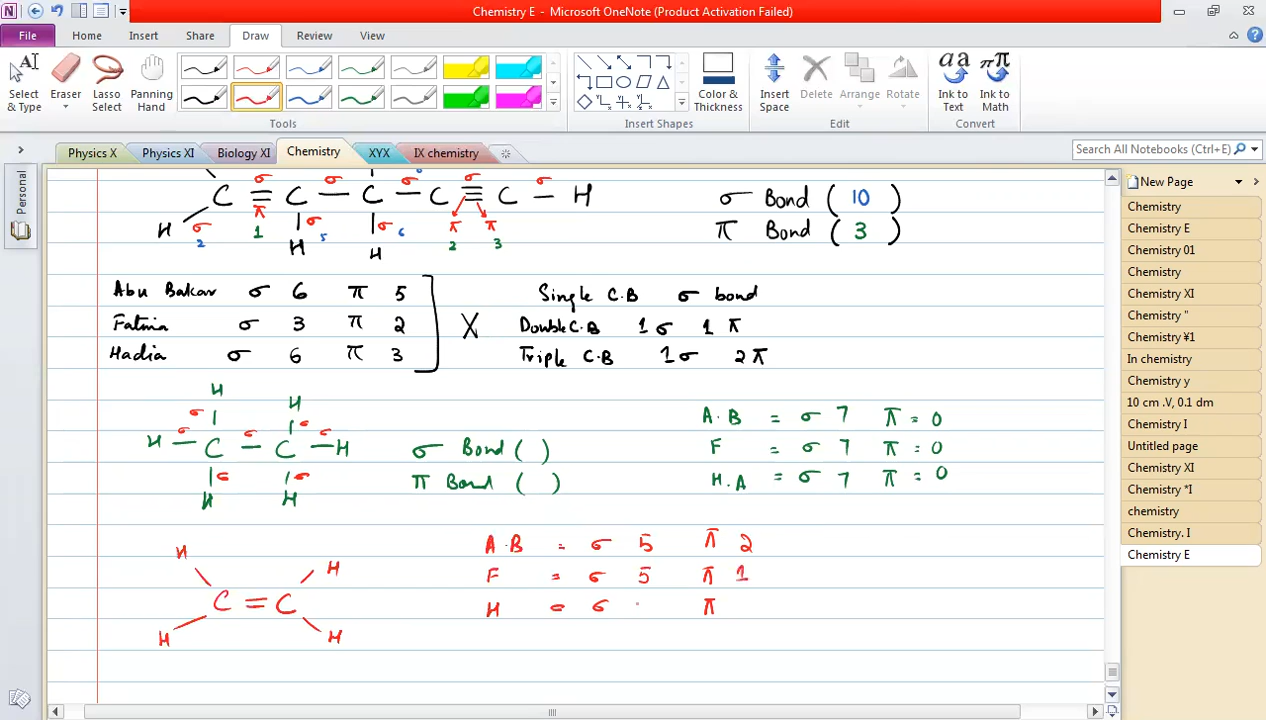 Chemistry E - Microsoft OneNote (Product Activation Failed)
File Home Insert Share Draw Review View
Select & Type
Eraser
Lasso Select
Panning Hand
Color & Thickness
Insert Space
Delete
Arrange
Rotate
Ink to Text
Ink to Math
Tools
Insert Shapes
Edit
Convert
Physics X Physics XI Biology XI Chemistry XYX IX chemistry
Search All Notebooks (Ctrl+E)
Personal
New Page
Chemistry
Chemistry E
Chemistry 01
Chemistry
Chemistry XI
Chemistry "
Chemistry ¥1
In chemistry
Chemistry y
10 cm .V, 0.1 dm
Chemistry I
Untitled page
Chemistry XI
Chemistry *I
chemistry
Chemistry. I
Chemistry E
σ σ σ σ σ
C = C — C — C ≡ C — H
π
H σ 2 1 σ 5 σ 6 π 2 π 3
H H
σ Bond ( 10 )
π Bond ( 3 )
Abu Bakar σ 6 π 5
Fatma σ 3 π 2
Hadia σ 6 π 3
X
Single C.B σ bond
Double C.B 1 σ 1 π
Triple C.B 1 σ 2 π
H H
σ σ σ σ σ
H — C — C — H
σ σ
H H
σ Bond ( )
π Bond ( )
A.B = σ 7 π = 0
F = σ 7 π = 0
H.A = σ 7 π = 0
H H
C = C
H H
A.B = σ 5 π 2
F = σ 5 π 1
H = σ π